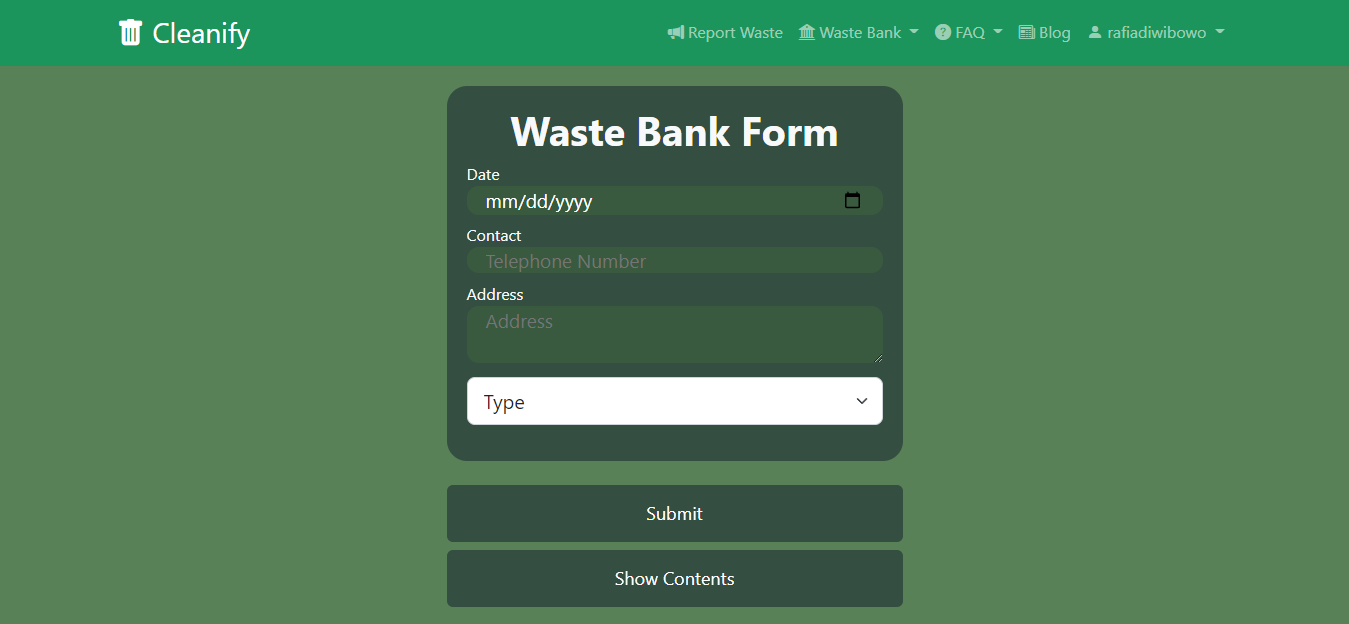 Cleanify
Report Waste
Waste Bank
FAQ
Blog
rafiadiwibowo
Waste Bank Form
Date
mm/dd/yyyy
Contact
Telephone Number
Address
Address
Type
Submit
Show Contents